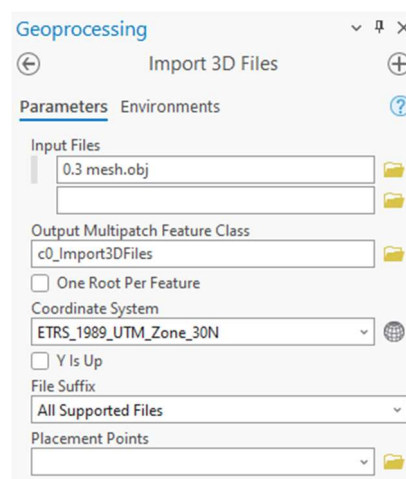 Geoprocessing
Import 3D Files
Parameters Environments
Input Files
0.3 mesh.obj
Output Multipatch Feature Class
c0_Import3DFiles
One Root Per Feature
Coordinate System
ETRS_1989_UTM_Zone_30N
Y Is Up
File Suffix
All Supported Files
Placement Points